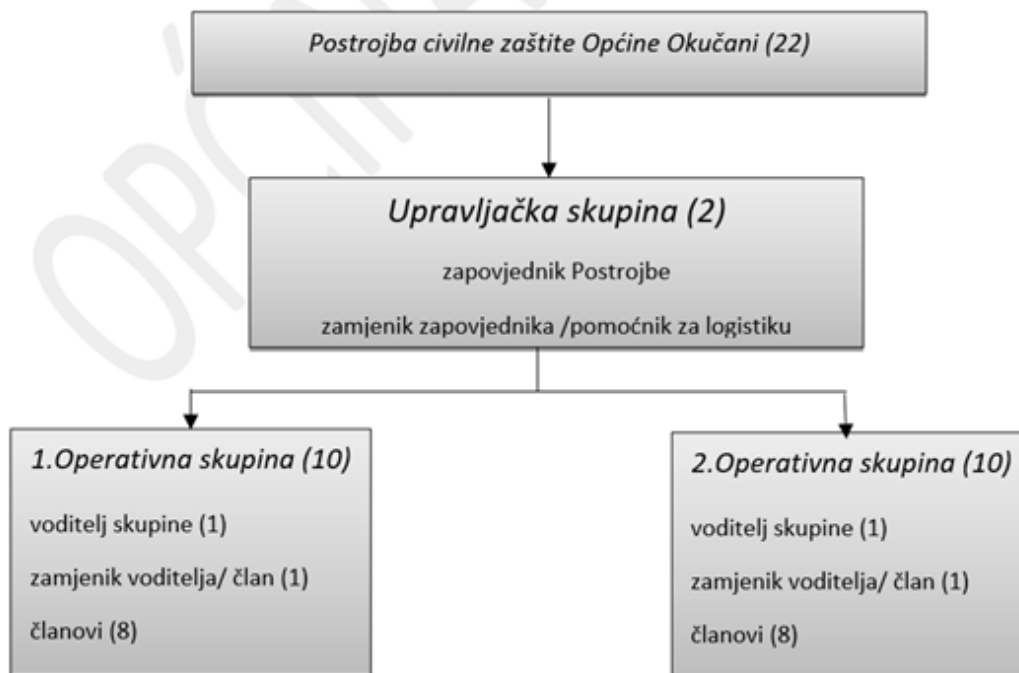 Postrojba civilne zaštite Općine Okučani (22)
Upravljačka skupina (2)
zapovjednik Postrojbe
zamjenik zapovjednika /pomoćnik za logistiku
1.Operativna skupina (10)
voditelj skupine (1)
zamjenik voditelja/ član (1)
članovi (8)
2.Operativna skupina (10)
voditelj skupine (1)
zamjenik voditelja/ član (1)
članovi (8)
OPĆIN